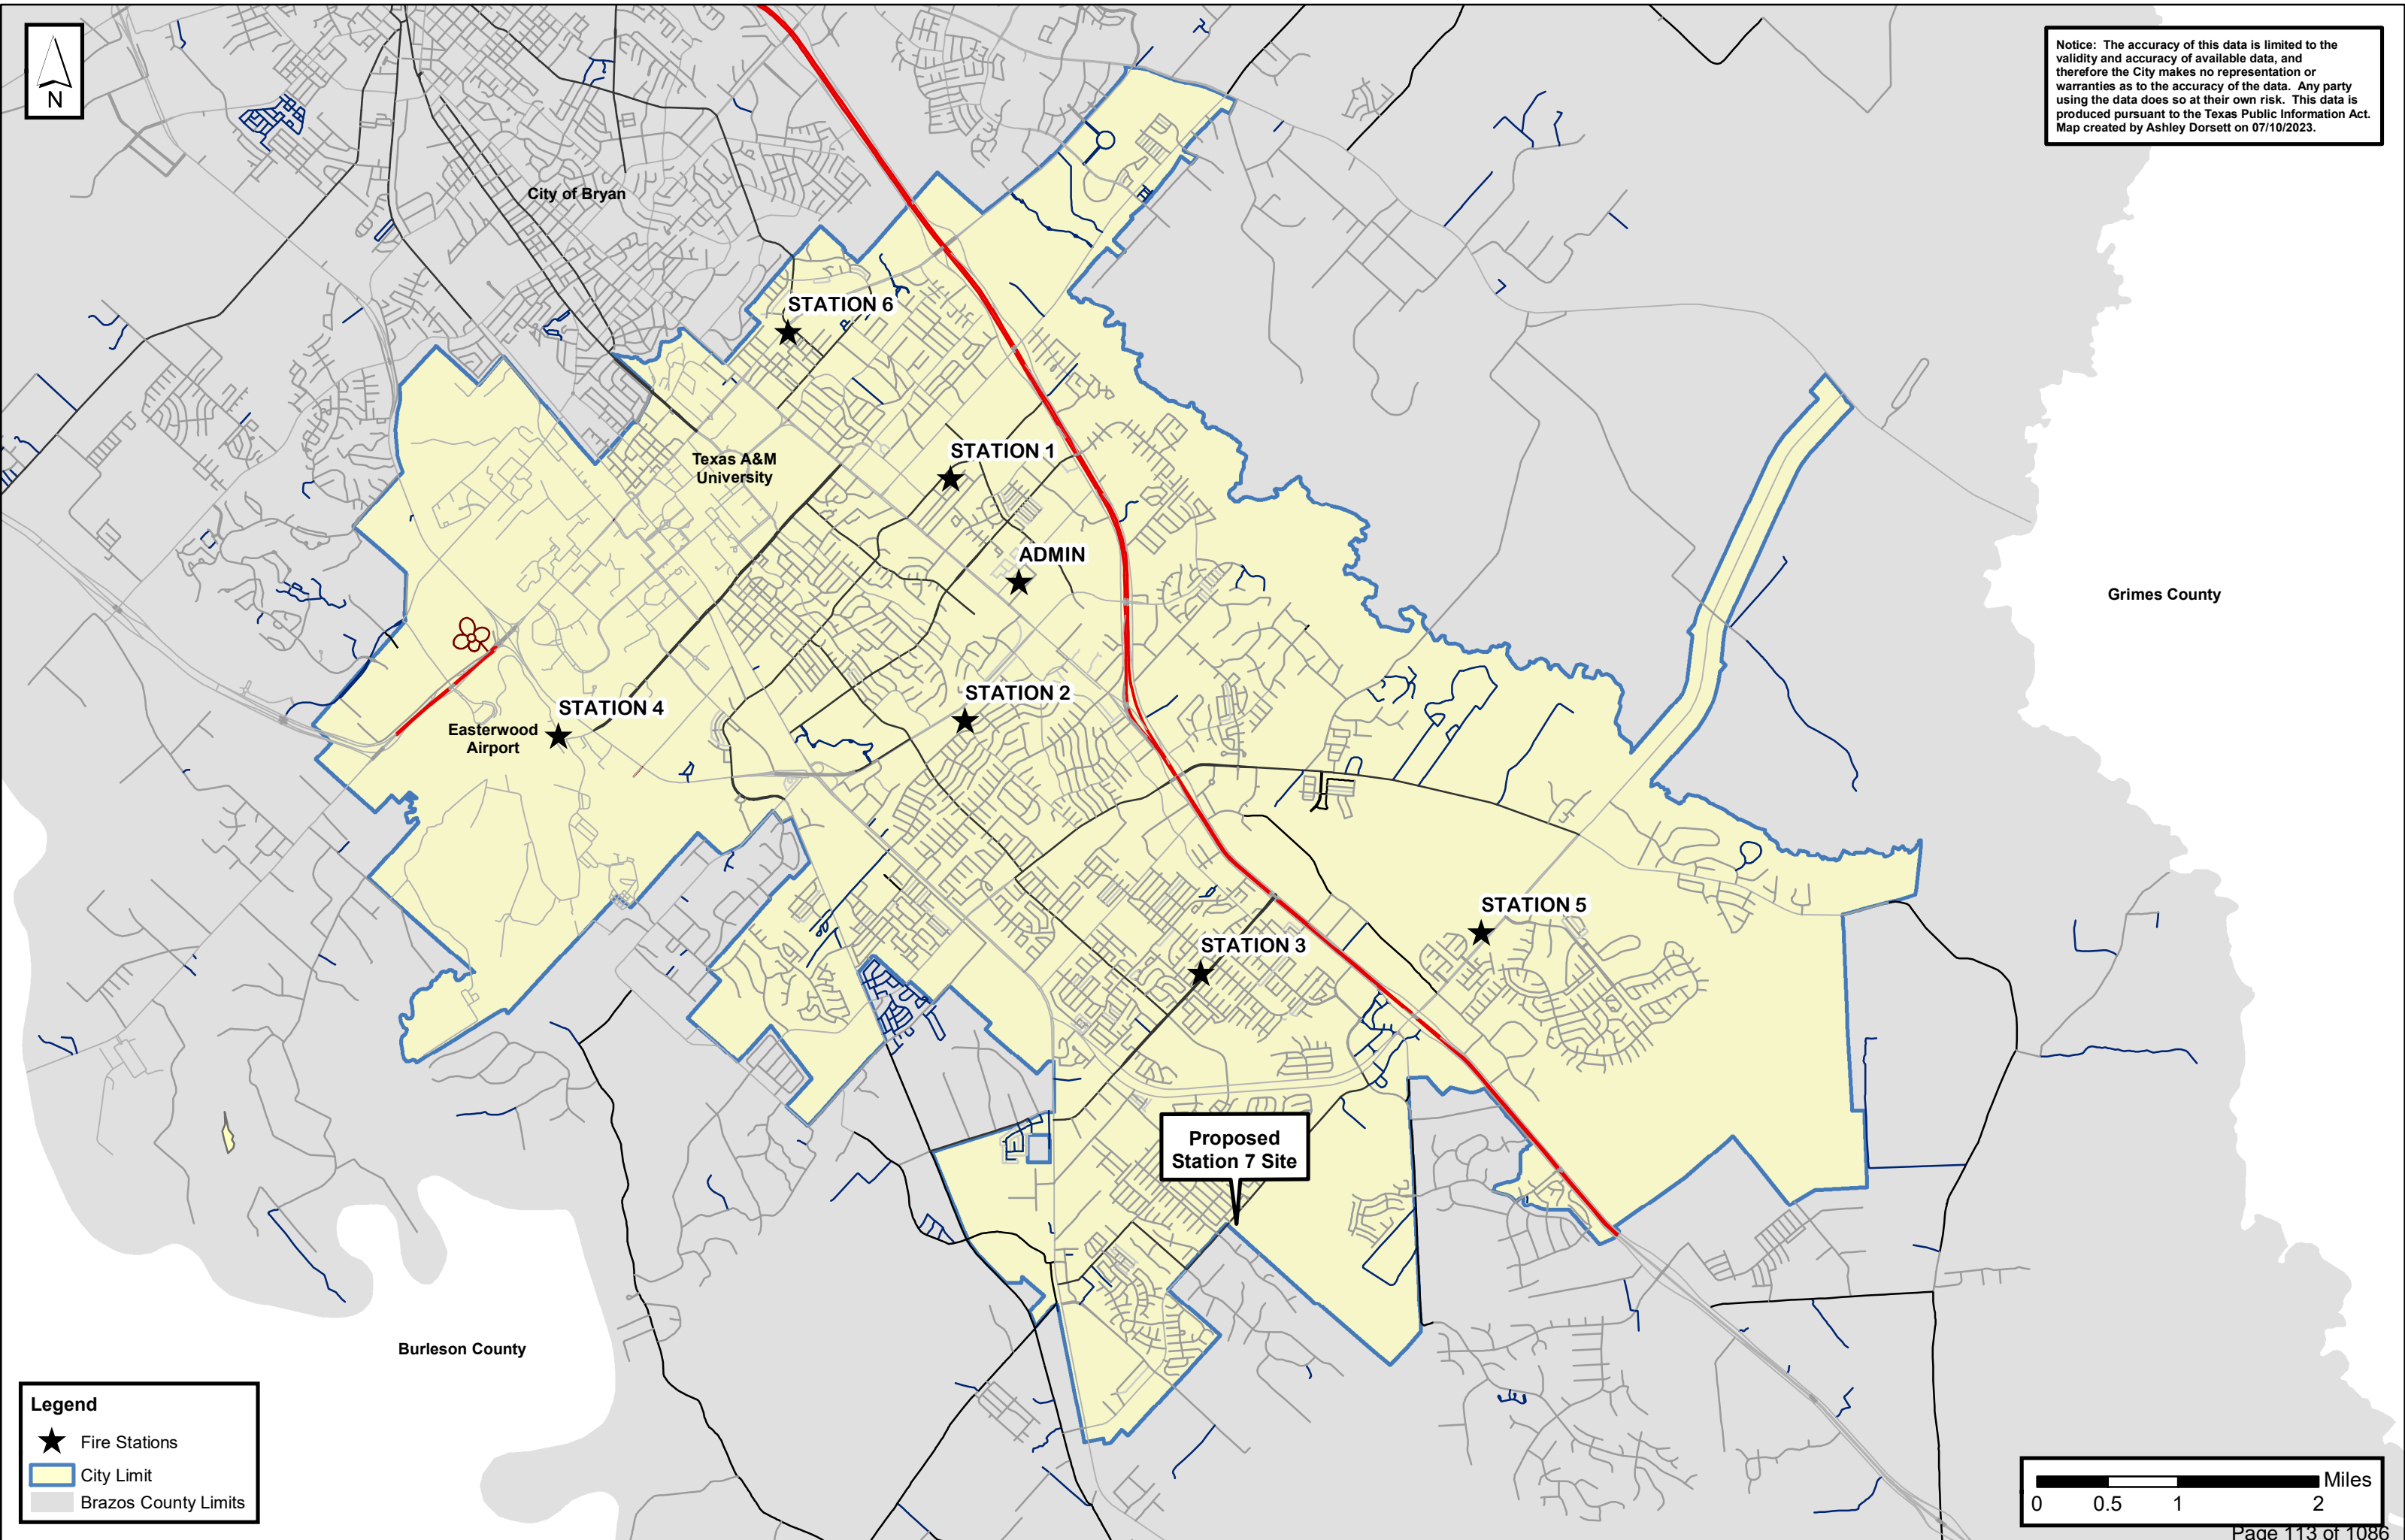 N
Notice: The accuracy of this data is limited to the
validity and accuracy of available data, and
therefore the City makes no representation or
warranties as to the accuracy of the data. Any party
using the data does so at their own risk. This data is
produced pursuant to the Texas Public Information Act.
Map created by Ashley Dorsett on 07/10/2023.
City of Bryan
STATION 6
STATION 1
Texas A&M
University
ADMIN
Grimes County
STATION 2
STATION 4
Easterwood
Airport
STATION 5
STATION 3
Proposed
Station 7 Site
Burleson County
Legend
Fire Stations
City Limit
Brazos County Limits
Miles
0 0.5 1 2
Page 113 of 1086